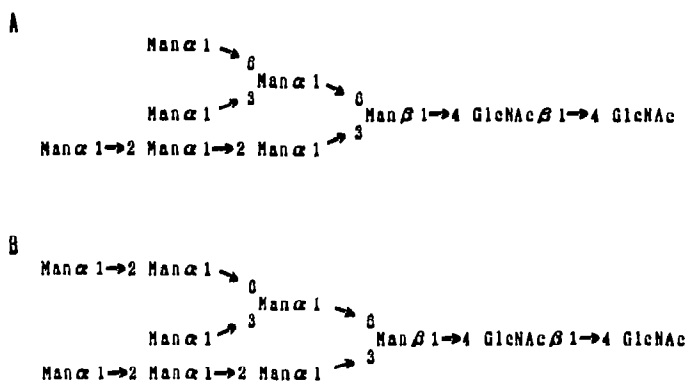 A
Manα1
6
Manα1
Manα1
3
6
Manβ1→4 GlcNAcβ1→4 GlcNAc
3
Manα1→2 Manα1→2 Manα1
B
Manα1→2 Manα1
6
Manα1
Manα1
3
6
Manβ1→4 GlcNAcβ1→4 GlcNAc
3
Manα1→2 Manα1→2 Manα1